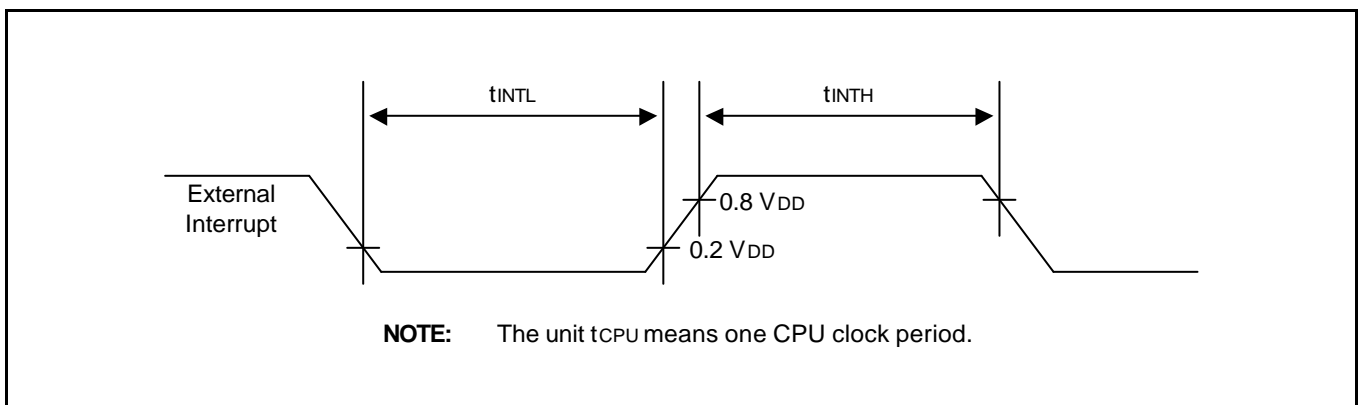 tINTL
tINTH
External
Interrupt
0.8 VDD
0.2 VDD
NOTE: The unit tCPU means one CPU clock period.